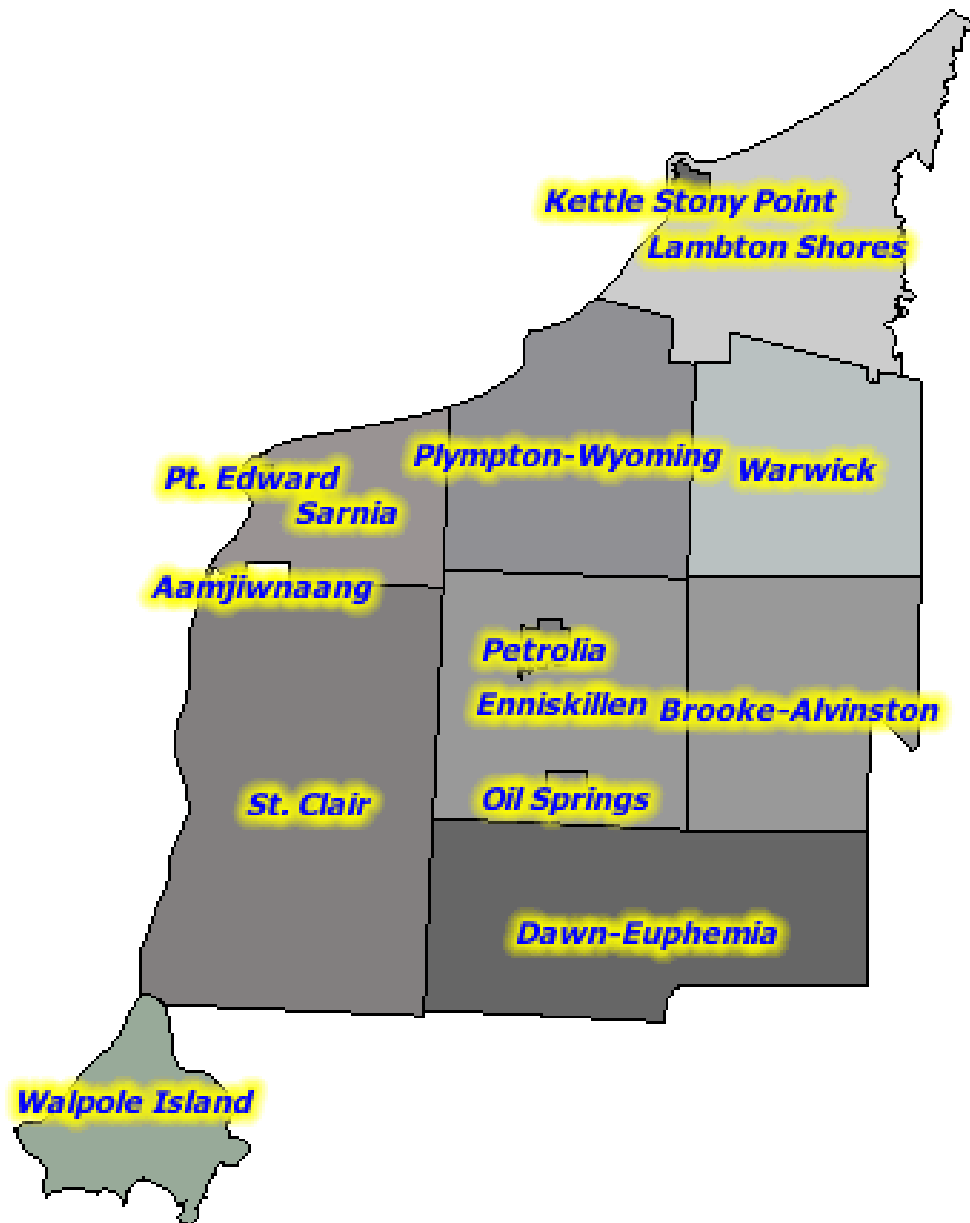 Kettle Stony Point
Lambton Shores
Plympton-Wyoming
Warwick
Pt. Edward
Sarnia
Aamjiwnaang
Petrolia
Enniskillen
Brooke-Alvinston
St. Clair
Oil Springs
Dawn-Euphemia
Walpole Island